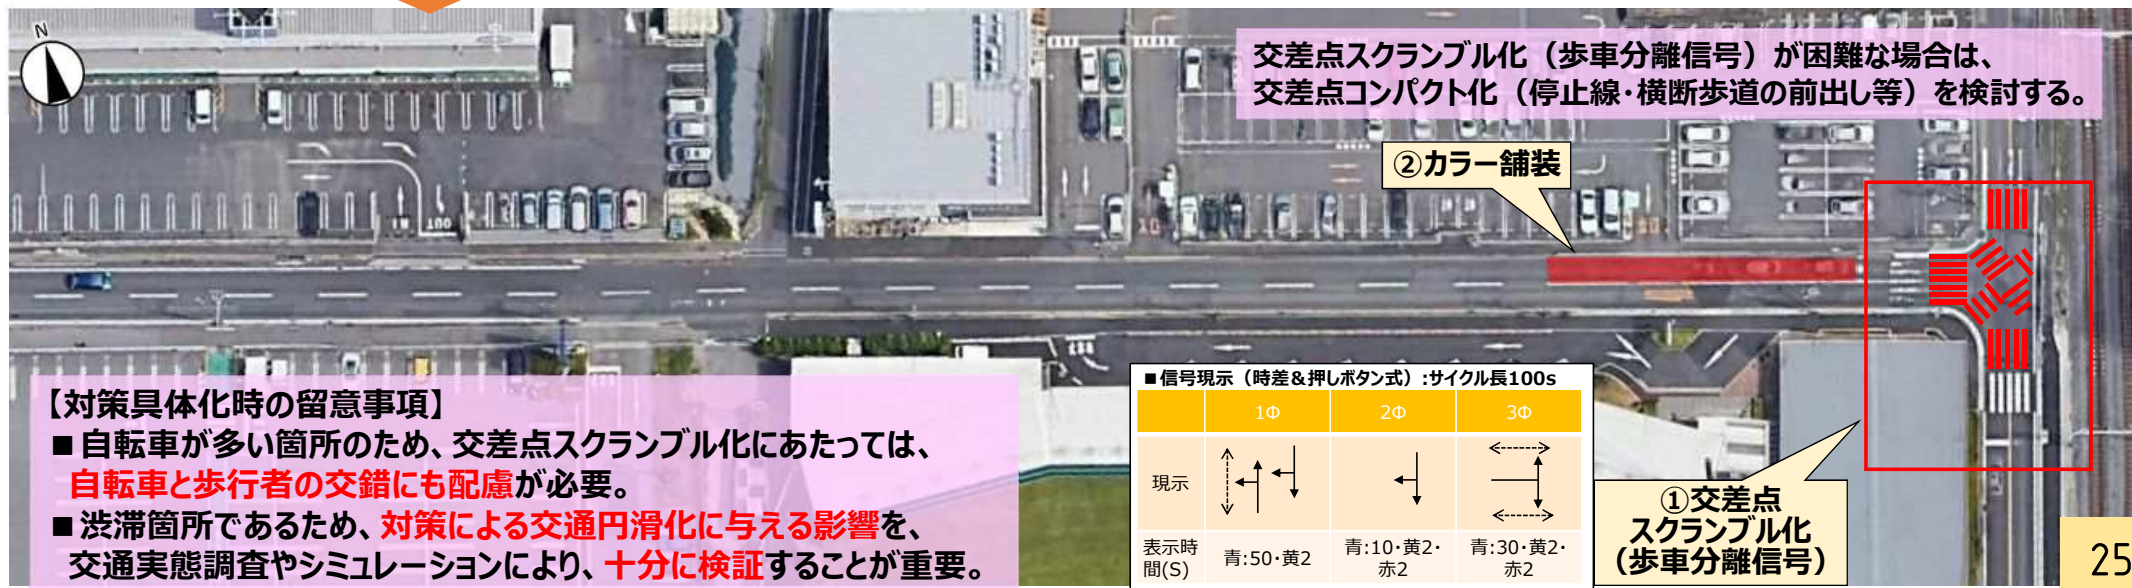 N
交差点スクランブル化（歩車分離信号）が困難な場合は、
交差点コンパクト化（停止線・横断歩道の前出し等）を検討する。
②カラー舗装
IN
OUT
【対策具体化時の留意事項】
■自転車が多い箇所のため、交差点スクランブル化にあたっては、
自転車と歩行者の交錯にも配慮が必要。
■渋滞箇所であるため、対策による交通円滑化に与える影響を、
交通実態調査やシミュレーションにより、十分に検証することが重要。
■信号現示（時差&押しボタン式）:サイクル長100s
1Φ 2Φ 3Φ
現示
表示時間(S) 青:50・黄2 青:10・黄2・赤2 青:30・黄2・赤2
①交差点
スクランブル化
（歩車分離信号）
25